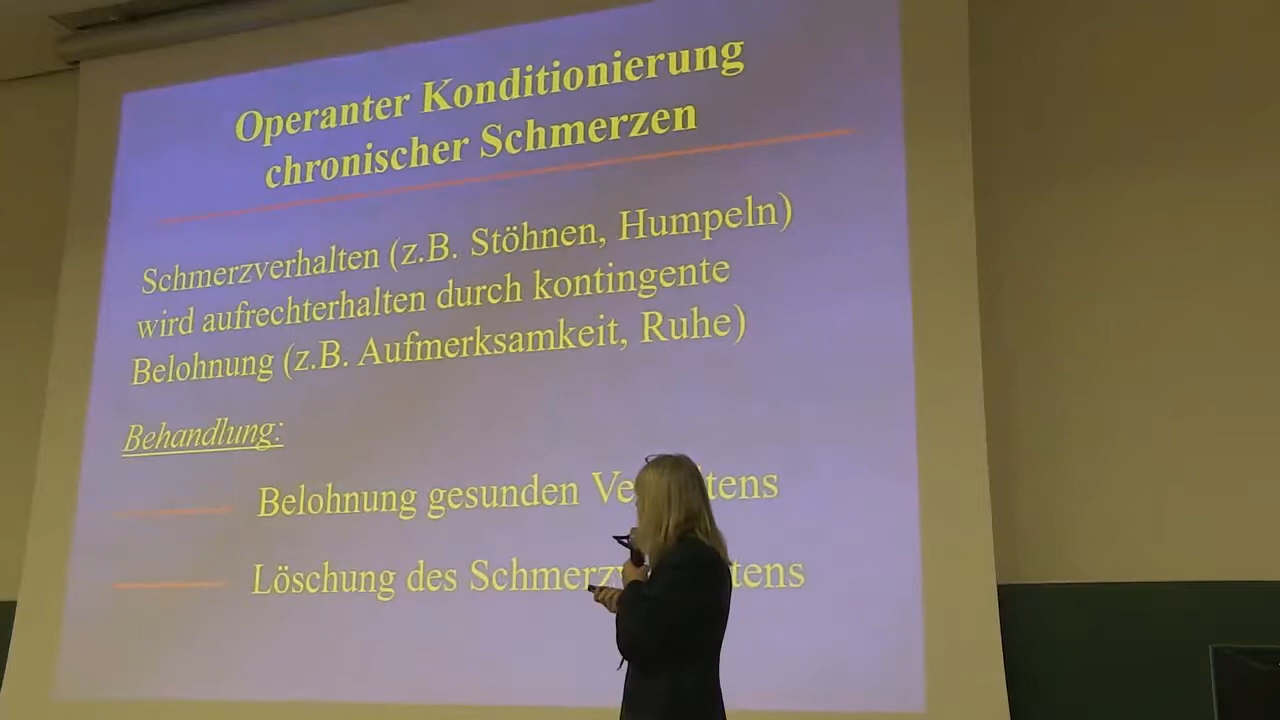 Operanter Konditionierung
chronischer Schmerzen
Schmerzverhalten (z.B. Stöhnen, Humpeln)
wird aufrechterhalten durch kontingente
Belohnung (z.B. Aufmerksamkeit, Ruhe)
Behandlung:
Belohnung gesunden
Löschung des